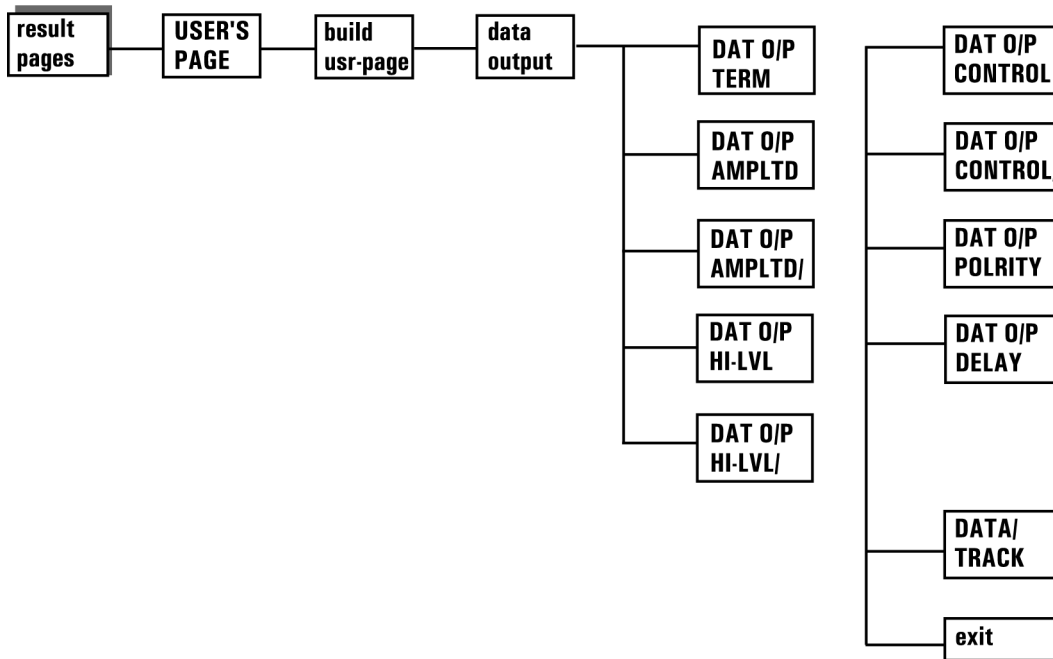 result
pages
USER'S
PAGE
build
usr-page
data
output
DAT O/P
TERM
DAT O/P
AMPLTD
DAT O/P
AMPLTD/
DAT O/P
HI-LVL
DAT O/P
HI-LVL/
DAT O/P
CONTROL
DAT O/P
CONTROL/
DAT O/P
POLRITY
DAT O/P
DELAY
DATA/
TRACK
exit